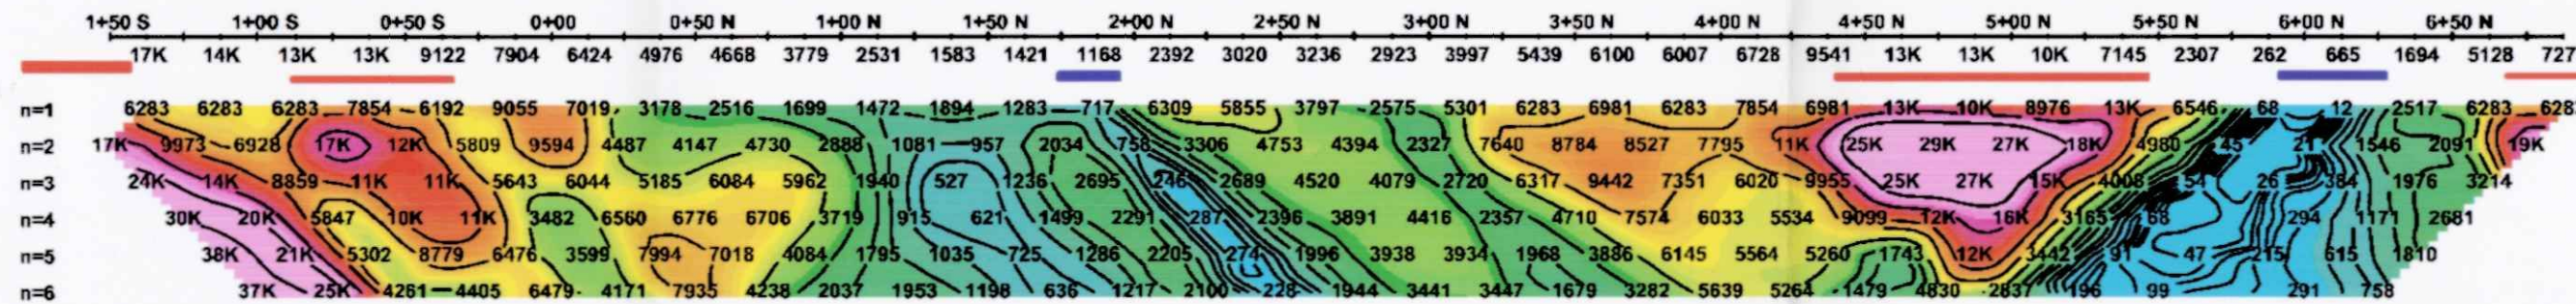 1+50 S 1+00 S 0+50 S 0+00 0+50 N 1+00 N 1+50 N 2+00 N 2+50 N 3+00 N 3+50 N 4+00 N 4+50 N 5+00 N 5+50 N 6+00 N 6+50 N
17K 14K 13K 13K 9122 7904 6424 4976 4668 3779 2531 1583 1421 1168 2392 3020 3236 2923 3997 5439 6100 6007 6728 9541 13K 13K 10K 7145 2307 262 665 1694 5128 727
n=1 6283 6283 6283 7854 6192 9055 7019 3178 2516 1699 1472 1894 1283 717 6309 5855 3797 2575 5301 6283 6981 6283 7854 6981 13K 10K 8976 13K 6546 68 12 2517 6283 628
n=2 17K 9973 6928 17K 12K 5809 9594 4487 4147 4730 2888 1081 957 2034 758 3306 4753 4394 2327 7640 8784 8527 7795 11K 25K 29K 27K 18K 4980 45 21 1546 2091 19K
n=3 24K 14K 8859 11K 11K 5643 6044 5185 6084 5962 1940 527 1236 2695 246 2689 4520 4079 2720 6317 9442 7351 6020 9955 25K 27K 15K 4008 54 26 384 1976 3214
n=4 30K 20K 5847 10K 11K 3482 6560 6776 6706 3719 915 621 1499 2291 287 2396 3891 4416 2357 4710 7574 6033 5534 9099 12K 16K 3165 68 294 1171 2681
n=5 38K 21K 5302 8779 6476 3599 7994 7018 4084 1795 1035 725 1286 2205 274 1996 3938 3934 1968 3886 6145 5564 5260 1743 12K 3442 91 47 215 615 1810
n=6 37K 25K 4261 4405 6479 4171 7935 4238 2037 1953 1198 636 1217 2100 228 1944 3441 3447 1679 3282 5639 5264 1479 4830 2837 196 99 291 758